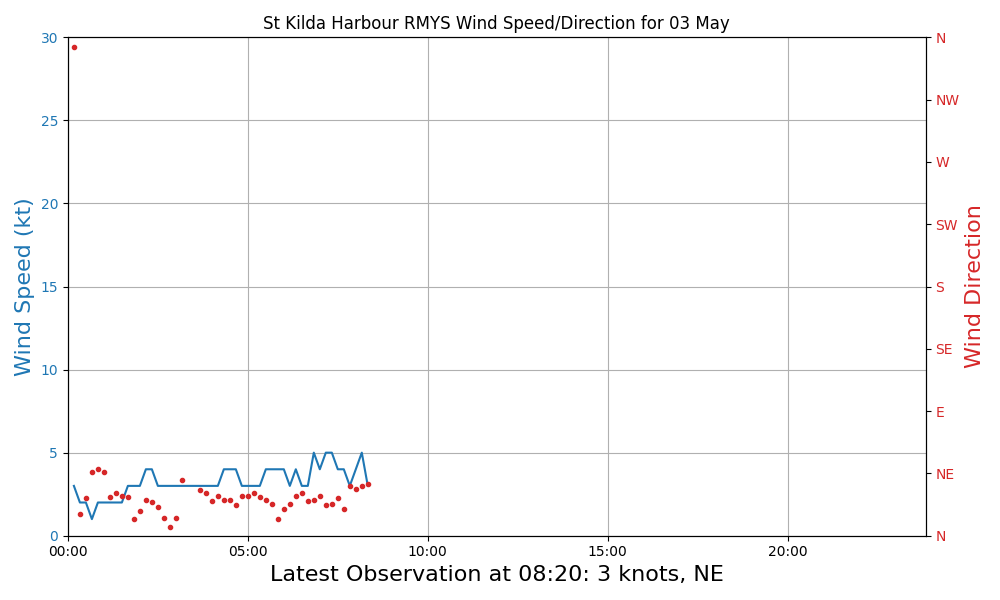 St Kilda Harbour RMYS Wind Speed/Direction for 03 May
30
25
20
15
10
5
0
Wind Speed (kt)
N
NW
W
SW
S
SE
E
NE
N
Wind Direction
00:00 05:00 10:00 15:00 20:00
Latest Observation at 08:20: 3 knots, NE